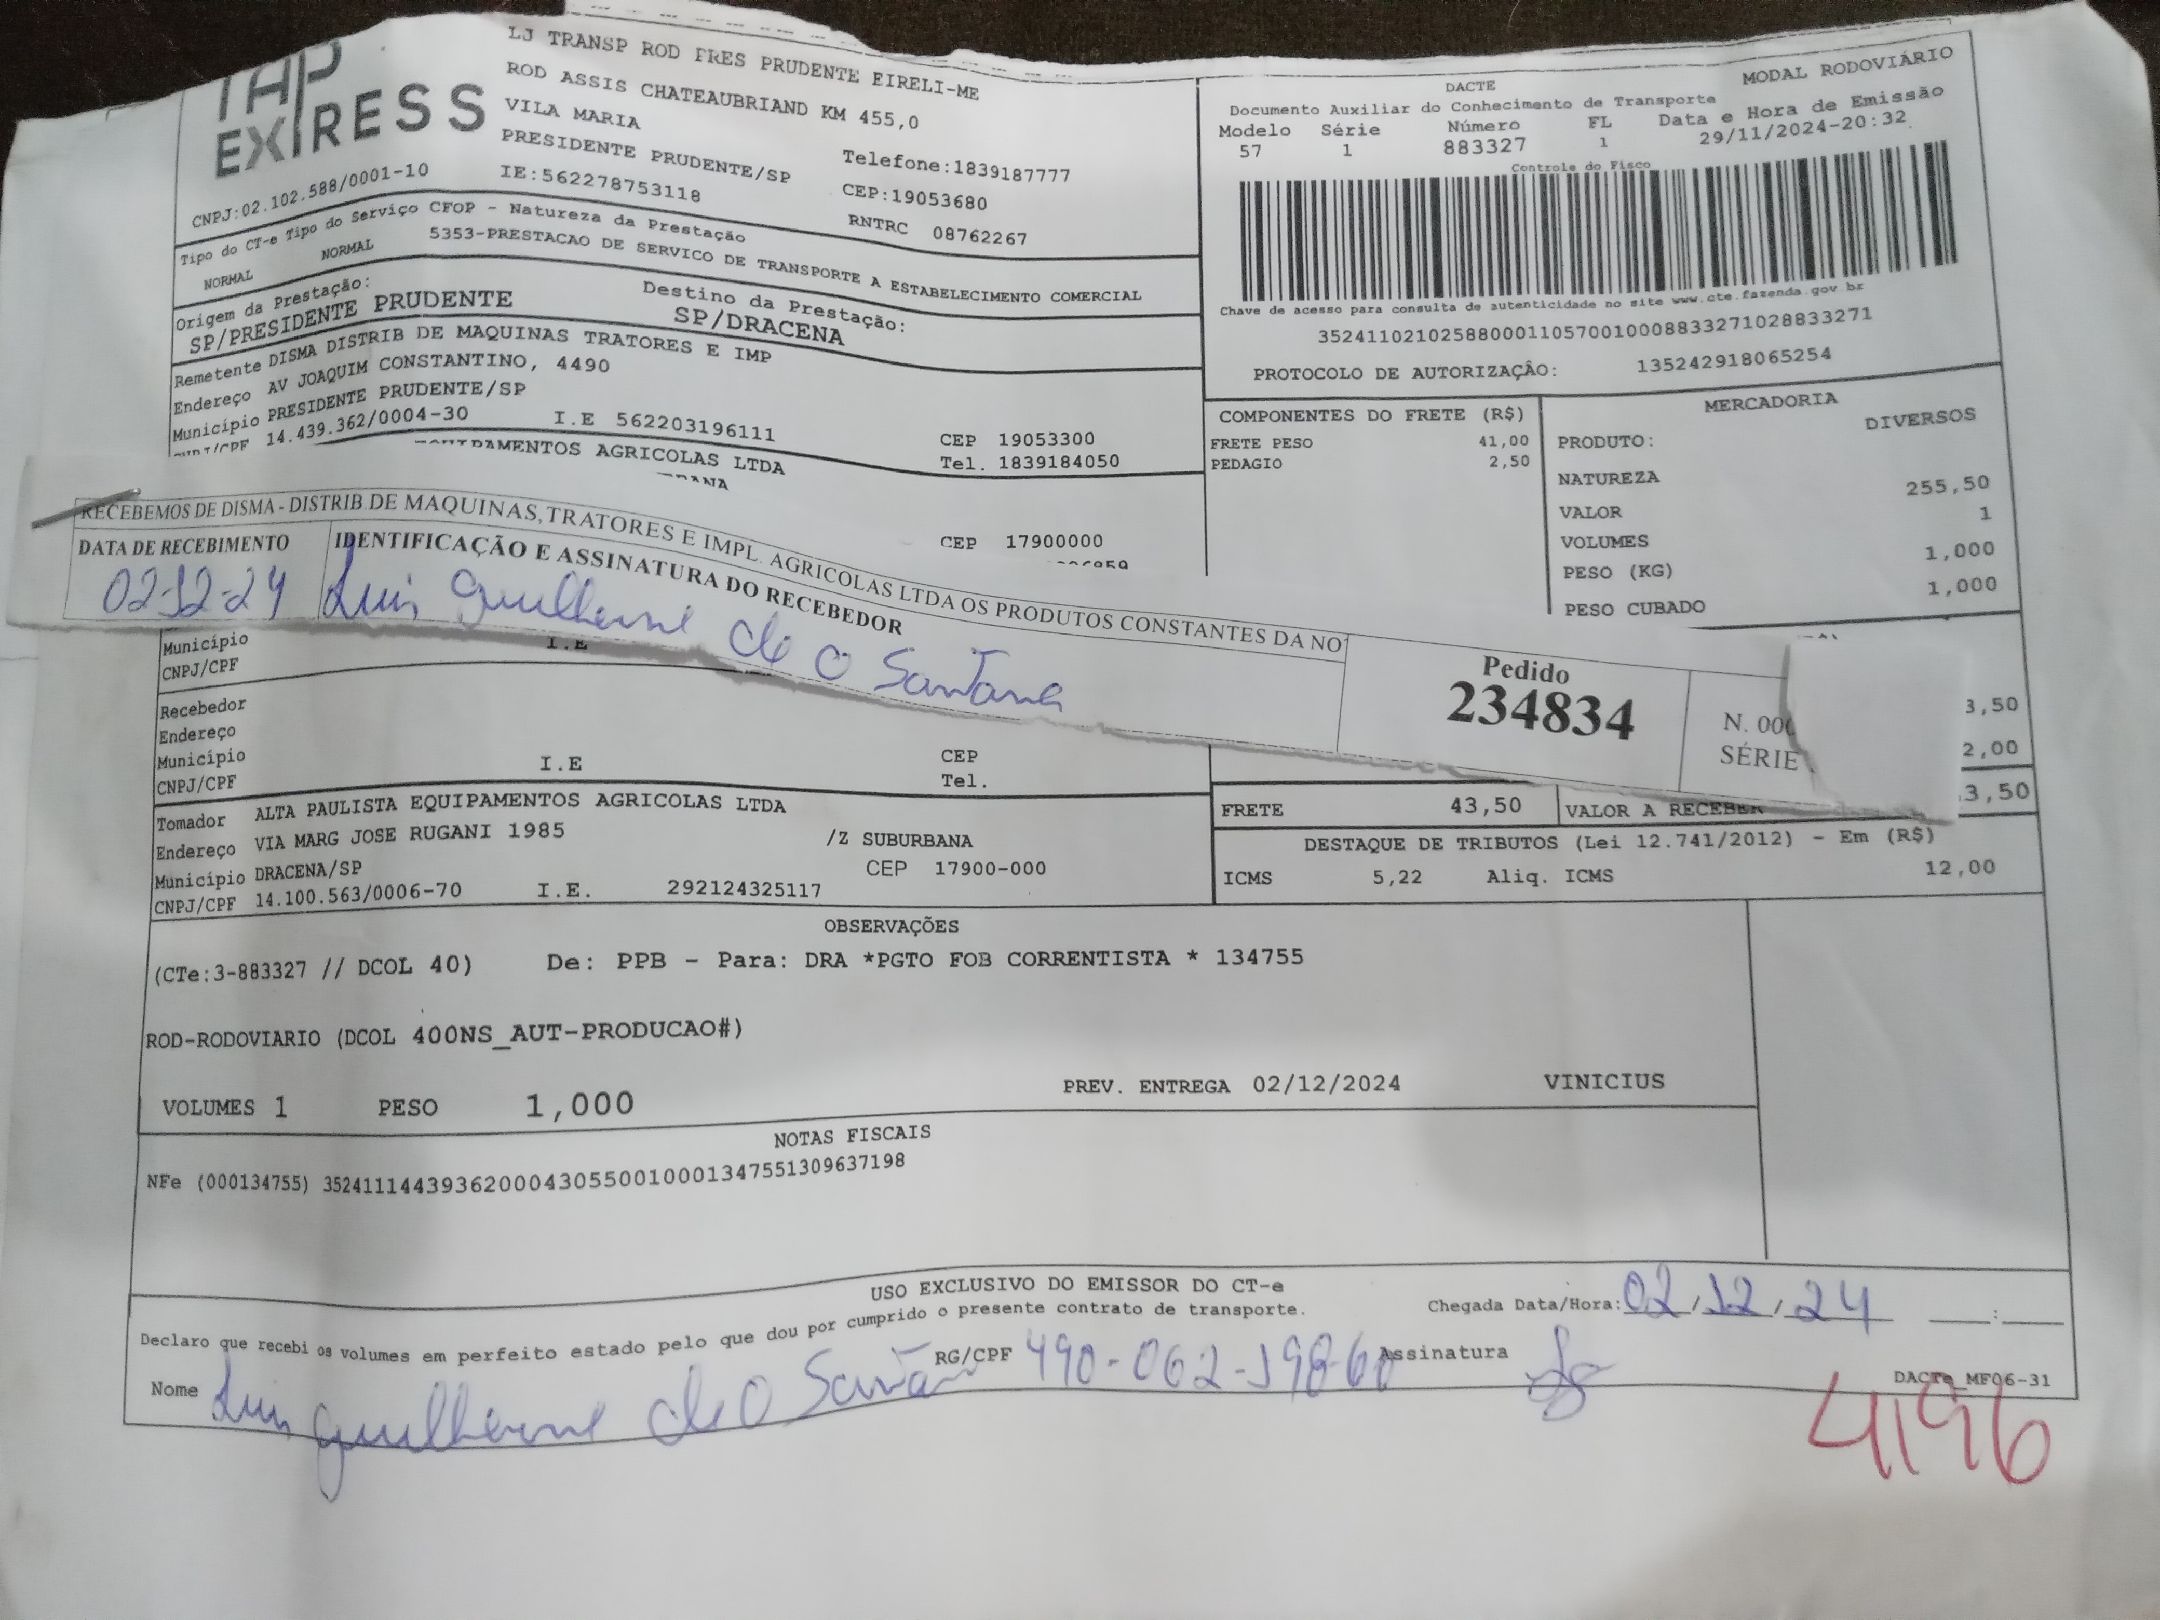 TAP
EXPRESS
LJ TRANSP ROD PRES PRUDENTE EIRELI-ME
ROD ASSIS CHATEAUBRIAND KM 455,0
VILA MARIA
PRESIDENTE PRUDENTE/SP Telefone:1839187777
CNPJ:02.102.588/0001-10 IE:562278753118 CEP:19053680
RNTRC 08762267
Tipo do CT-e Tipo do Serviço CFOP - Natureza da Prestação
NORMAL NORMAL 5353-PRESTACAO DE SERVICO DE TRANSPORTE A ESTABELECIMENTO COMERCIAL
Origem da Prestação: Destino da Prestação:
SP/PRESIDENTE PRUDENTE SP/DRACENA
Remetente DISMA DISTRIB DE MAQUINAS TRATORES E IMP
Endereço AV JOAQUIM CONSTANTINO, 4490
Município PRESIDENTE PRUDENTE/SP CEP 19053300
CNPJ/CPF 14.439.362/0004-30 I.E 562203196111 Tel. 1839184050
EQUIPAMENTOS AGRICOLAS LTDA
CEP 17900000
DACTE MODAL RODOVIÁRIO
Documento Auxiliar do Conhecimento de Transporte
Modelo Série Número FL Data e Hora de Emissão
57 1 883327 1 29/11/2024-20:32
Controle do Fisco
Chave de acesso para consulta de autenticidade no site www.cte.fazenda.gov.br
35241102102588000110570010008833271028833271
PROTOCOLO DE AUTORIZAÇÂO: 135242918065254
COMPONENTES DO FRETE (R$)
FRETE PESO 41,00
PEDAGIO 2,50
MERCADORIA
PRODUTO: DIVERSOS
NATUREZA
VALOR 255,50
VOLUMES 1
PESO (KG) 1,000
PESO CUBADO 1,000
RECEBEMOS DE DISMA - DISTRIB DE MAQUINAS,TRATORES E IMPL. AGRICOLAS LTDA OS PRODUTOS CONSTANTES DA NO
DATA DE RECEBIMENTO IDENTIFICAÇÃO E ASSINATURA DO RECEBEDOR
02-12-24 Luis Guilherme de O Santana
Pedido
234834
N. 000
SÉRIE
Município
CNPJ/CPF I.E
Recebedor
Endereço
Município CEP
CNPJ/CPF I.E Tel.
3,50
2,00
FRETE 43,50 VALOR A RECEBER 3,50
Tomador ALTA PAULISTA EQUIPAMENTOS AGRICOLAS LTDA
Endereço VIA MARG JOSE RUGANI 1985 /Z SUBURBANA
Município DRACENA/SP CEP 17900-000
CNPJ/CPF 14.100.563/0006-70 I.E. 292124325117
DESTAQUE DE TRIBUTOS (Lei 12.741/2012) - Em (R$)
ICMS 5,22 Aliq. ICMS 12,00
OBSERVAÇÕES
(CTe:3-883327 // DCOL 40) De: PPB - Para: DRA *PGTO FOB CORRENTISTA * 134755
ROD-RODOVIARIO (DCOL 400NS_AUT-PRODUCAO#)
VOLUMES 1 PESO 1,000 PREV. ENTREGA 02/12/2024 VINICIUS
NOTAS FISCAIS
NFe (000134755) 35241114439362000430550010001347551309637198
USO EXCLUSIVO DO EMISSOR DO CT-e
Declaro que recebi os volumes em perfeito estado pelo que dou por cumprido o presente contrato de transporte. Chegada Data/Hora: 02/12/24 :
Nome Luis Guilherme de O Santana RG/CPF 490-062-198-60 Assinatura
DACTe_MF06-31
4196